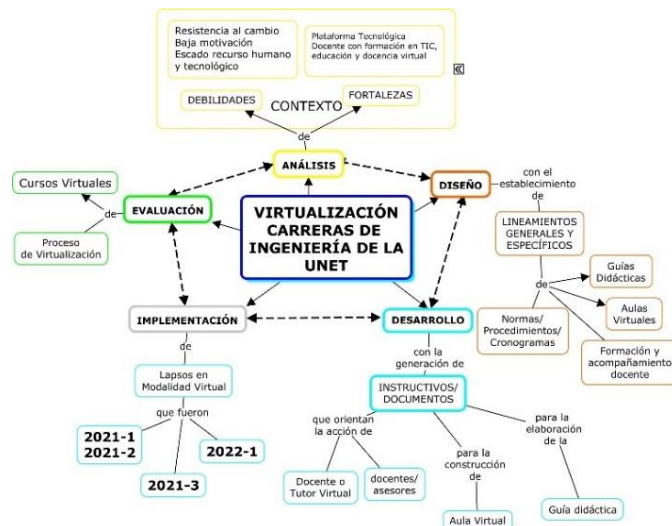 Resistencia al cambio
Baja motivación
Escado recurso humano
y tecnológico
Plataforma Tecnológica
Docente con formación en TIC,
educación y docencia virtual
DEBILIDADES
CONTEXTO
FORTALEZAS
de
ANÁLISIS
DISEÑO
con el
establecimiento
de
LINEAMIENTOS
GENERALES Y
ESPECÍFICOS
de
Guías
Didácticas
Aulas
Virtuales
Formación y
acompañamiento
docente
Normas/
Procedimientos/
Cronogramas
Cursos Virtuales
de
EVALUACIÓN
Proceso
de Virtualización
VIRTUALIZACIÓN
CARRERAS DE
INGENIERÍA DE LA
UNET
IMPLEMENTACIÓN
de
Lapsos en
Modalidad Virtual
que fueron
2021-1
2021-2
2021-3
2022-1
DESARROLLO
con la
generación de
INSTRUCTIVOS/
DOCUMENTOS
que orientan
la acción de
Docente o
Tutor Virtual
docentes/
asesores
para la
construcción
de
Aula Virtual
para la
elaboración
de la
Guía didáctica